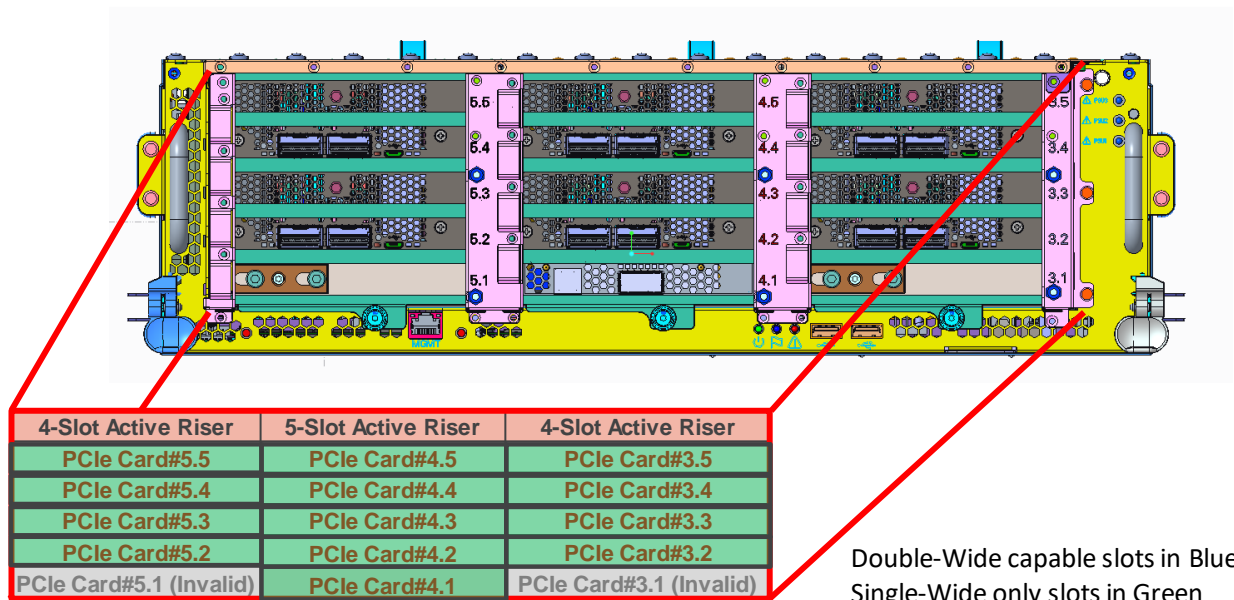 5.5
4.5
3.5
5.4
4.4
3.4
5.3
4.3
3.3
5.2
4.2
3.2
5.1
4.1
3.1
MGMT
4-Slot Active Riser 5-Slot Active Riser 4-Slot Active Riser
PCIe Card#5.5 PCIe Card#4.5 PCIe Card#3.5
PCIe Card#5.4 PCIe Card#4.4 PCIe Card#3.4
PCIe Card#5.3 PCIe Card#4.3 PCIe Card#3.3
PCIe Card#5.2 PCIe Card#4.2 PCIe Card#3.2
PCIe Card#5.1 (Invalid) PCIe Card#4.1 PCIe Card#3.1 (Invalid)
Double-Wide capable slots in Blue
Single-Wide only slots in Green